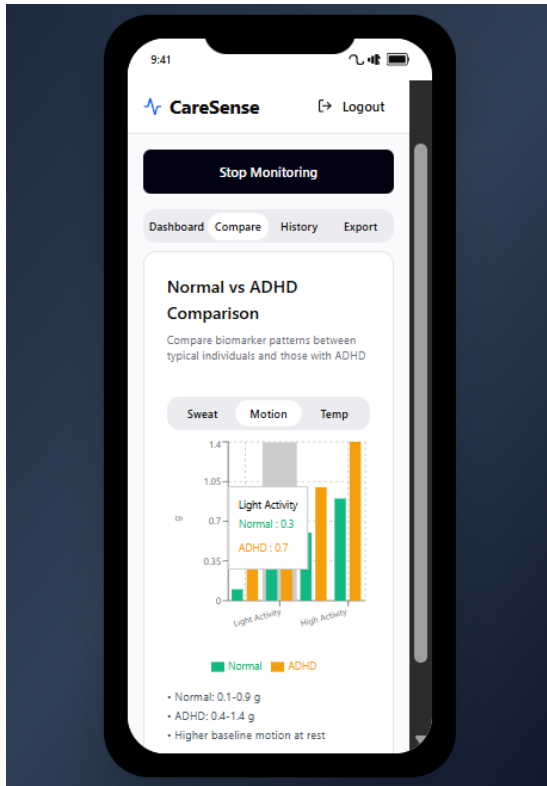 9:41
CareSense
Logout
Stop Monitoring
Dashboard Compare History Export
Normal vs ADHD
Comparison
Compare biomarker patterns between
typical individuals and those with ADHD
Sweat Motion Temp
1.4
1.05
0.7
0.35
0
g
Light Activity
Normal : 0.3
ADHD : 0.7
Light Activity
High Activity
Normal ADHD
• Normal: 0.1-0.9 g
• ADHD: 0.4-1.4 g
• Higher baseline motion at rest